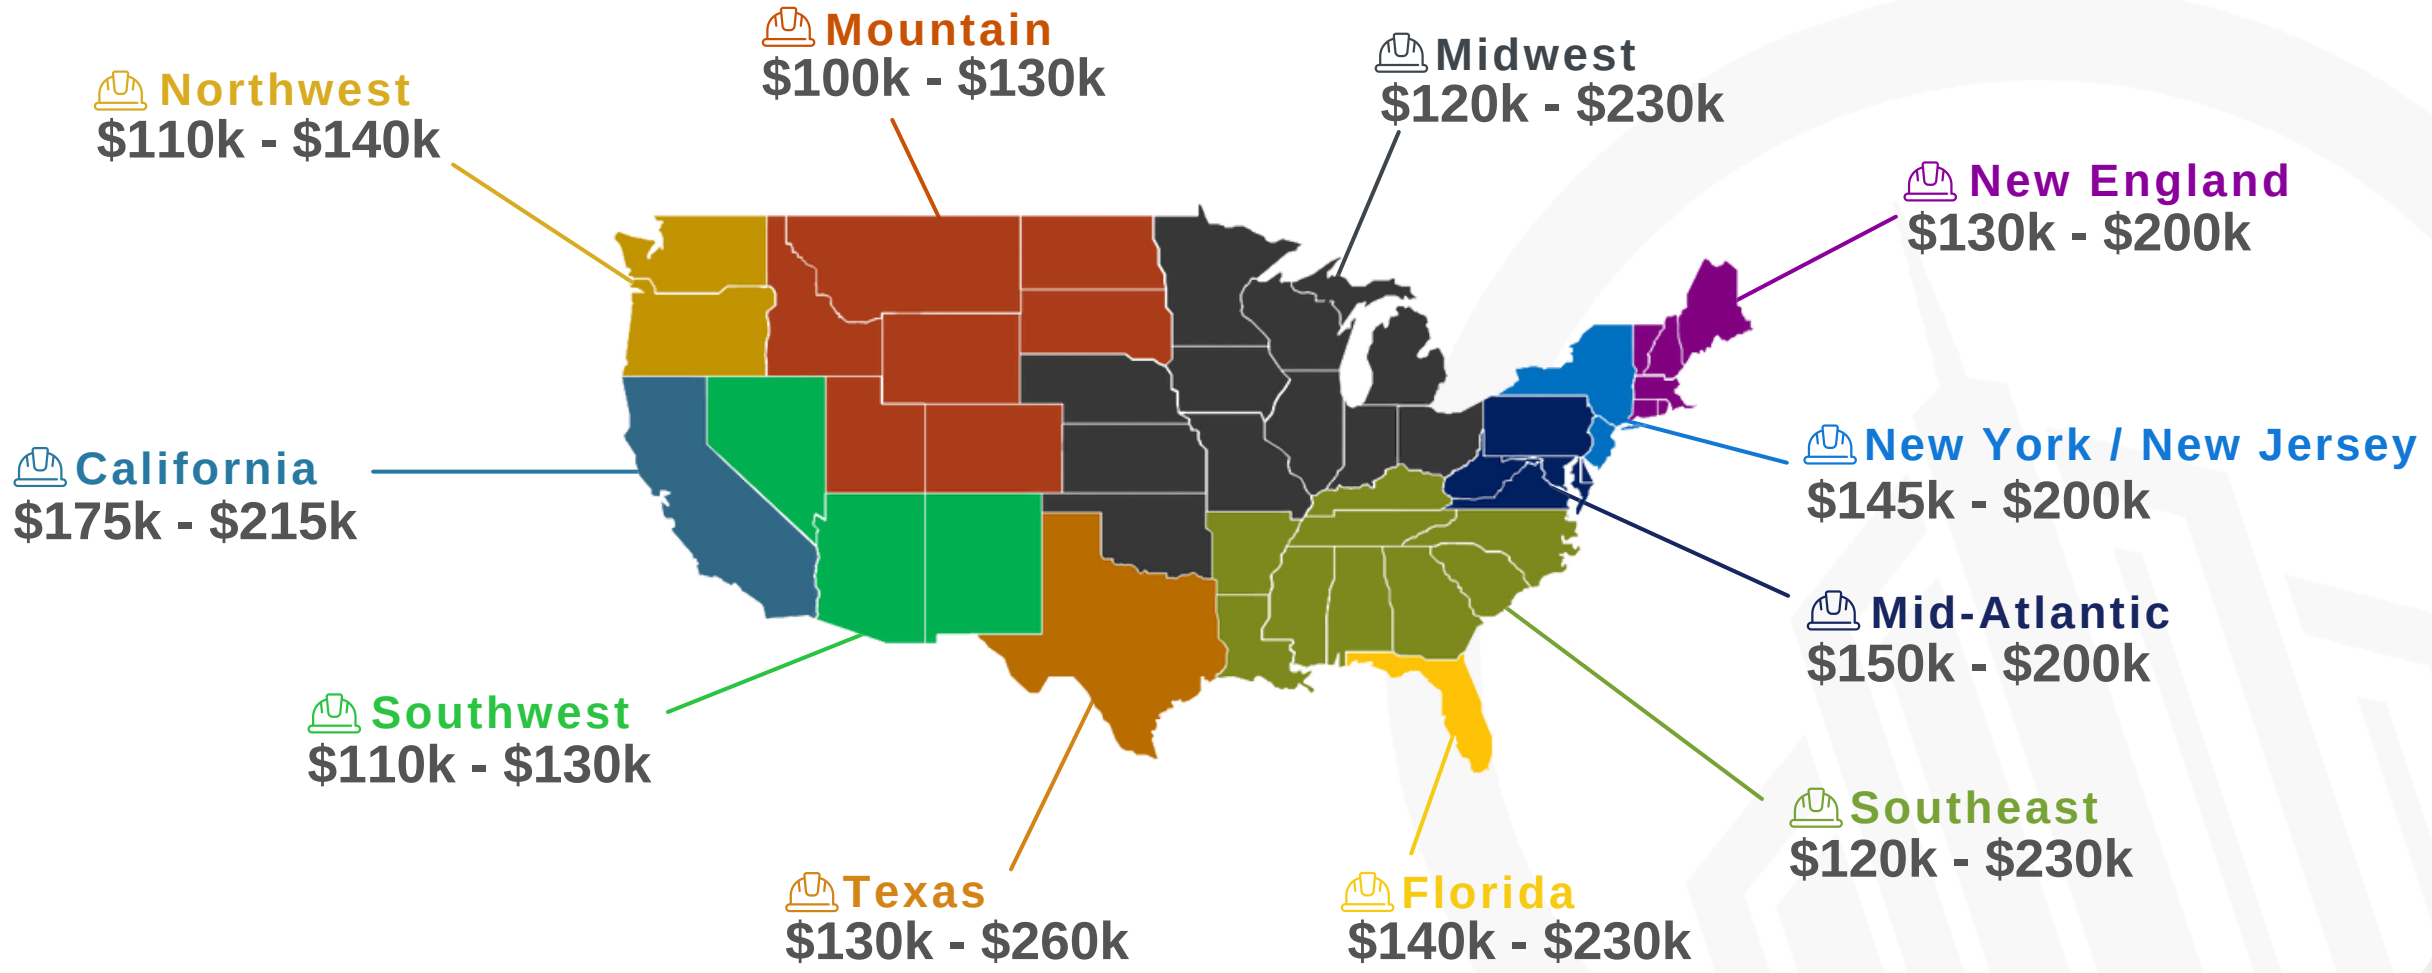 Mountain
$100k - $130k
Midwest
$120k - $230k
Northwest
$110k - $140k
New England
$130k - $200k
California
$175k - $215k
New York / New Jersey
$145k - $200k
Mid-Atlantic
$150k - $200k
Southwest
$110k - $130k
Southeast
$120k - $230k
Texas
$130k - $260k
Florida
$140k - $230k